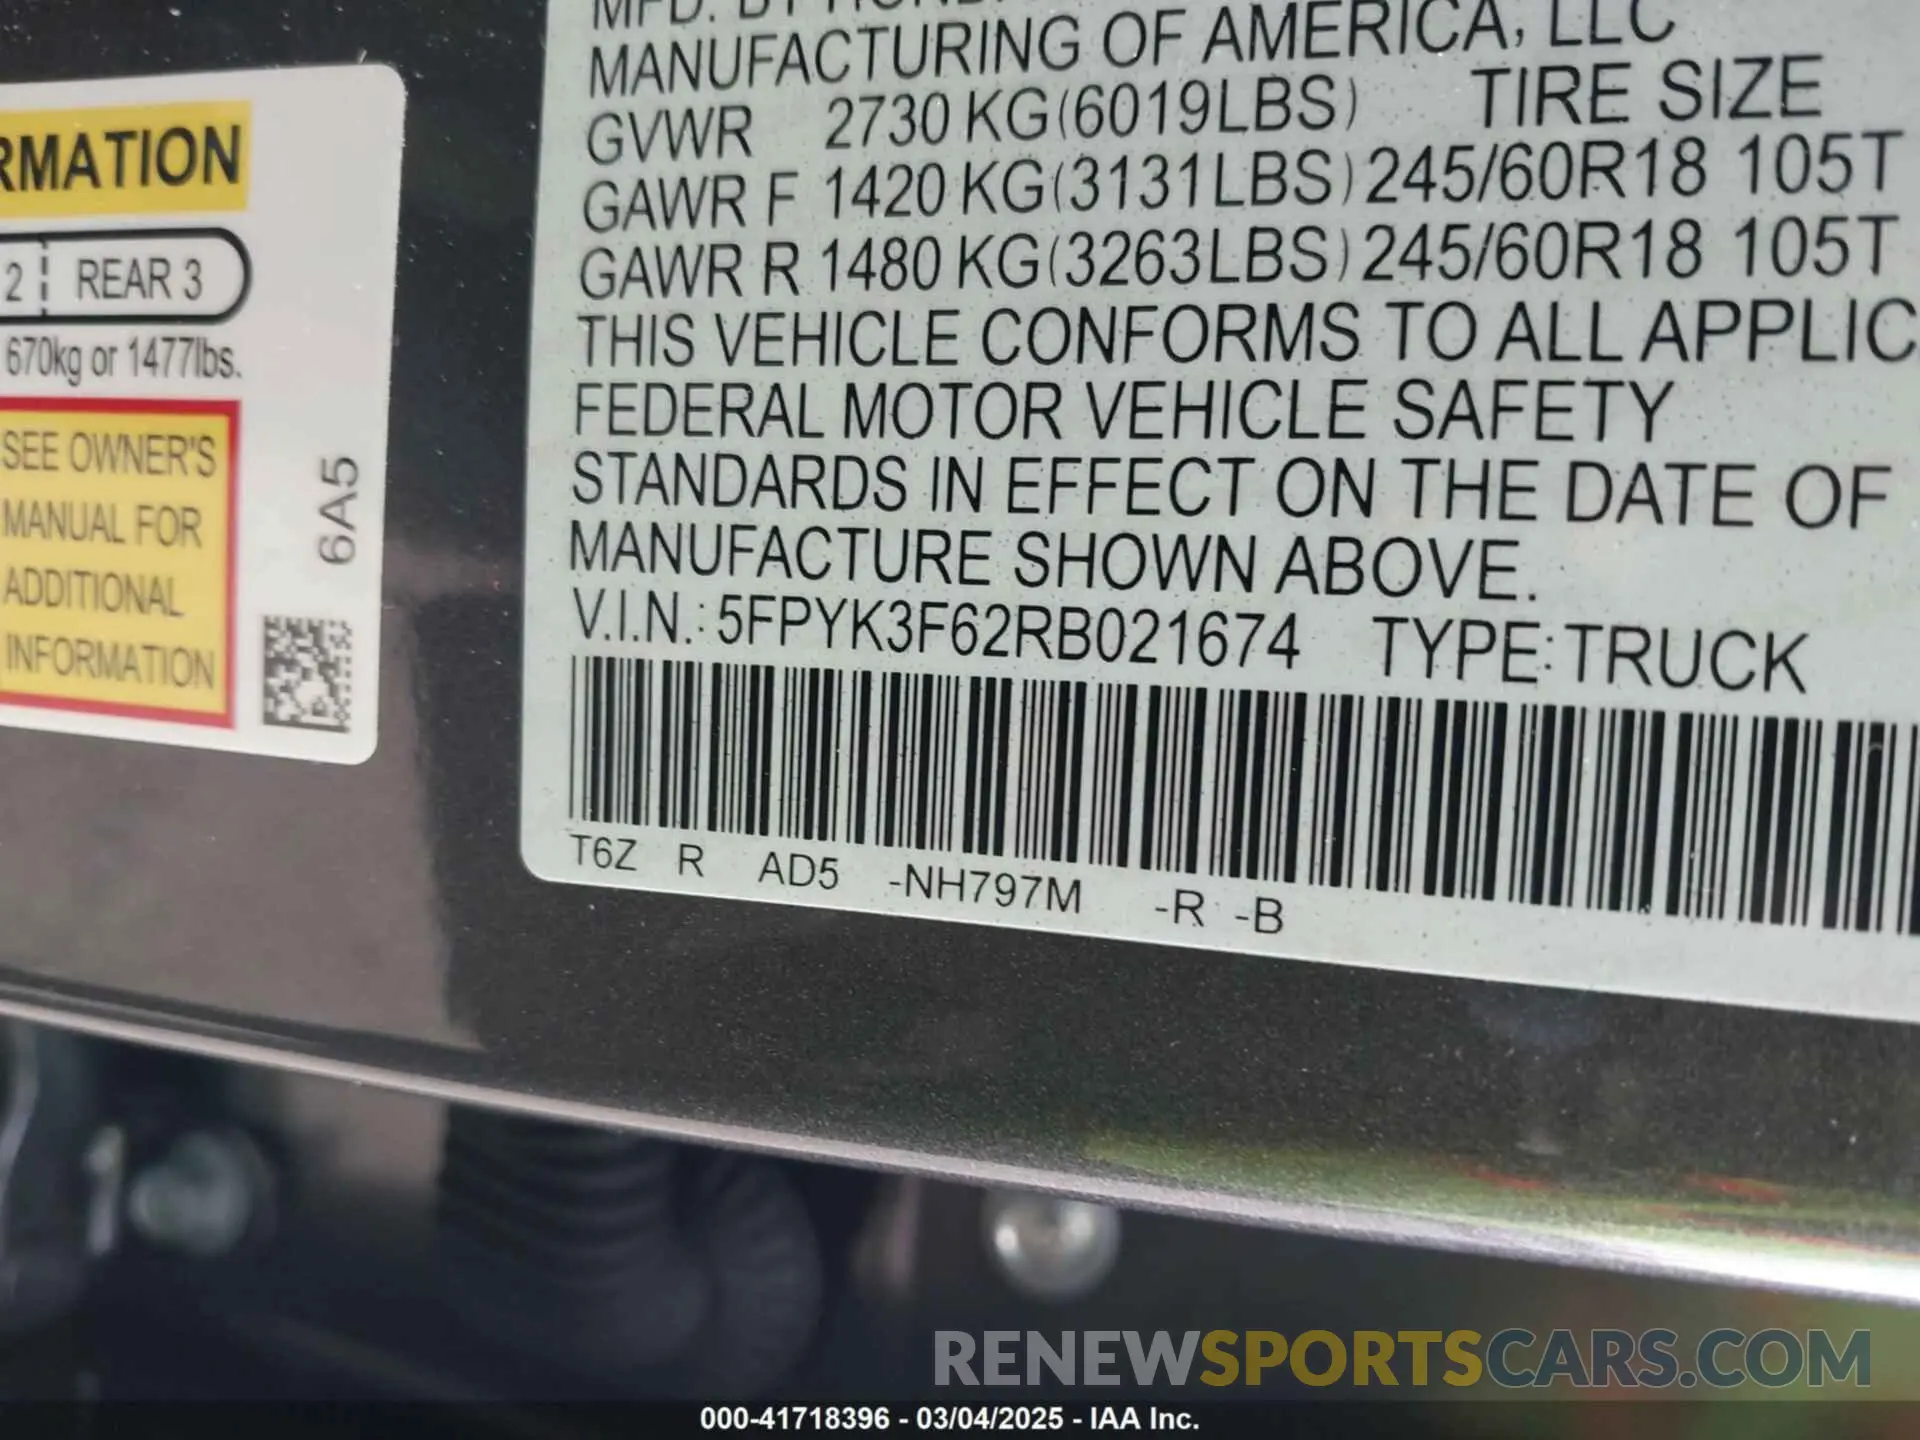 RMATION
2 REAR 3
670kg or 1477lbs.
SEE OWNER'S
MANUAL FOR
ADDITIONAL
INFORMATION
6A5
MFD. BY HONDA
MANUFACTURING OF AMERICA, LLC
GVWR 2730 KG(6019LBS) TIRE SIZE
GAWR F 1420 KG(3131LBS) 245/60R18 105T
GAWR R 1480 KG(3263LBS) 245/60R18 105T
THIS VEHICLE CONFORMS TO ALL APPLIC
FEDERAL MOTOR VEHICLE SAFETY
STANDARDS IN EFFECT ON THE DATE OF
MANUFACTURE SHOWN ABOVE.
V.I.N.: 5FPYK3F62RB021674 TYPE:TRUCK
T6Z R AD5 -NH797M -R -B
RENEWSPORTSCARS.COM
000-41718396 - 03/04/2025 - IAA Inc.